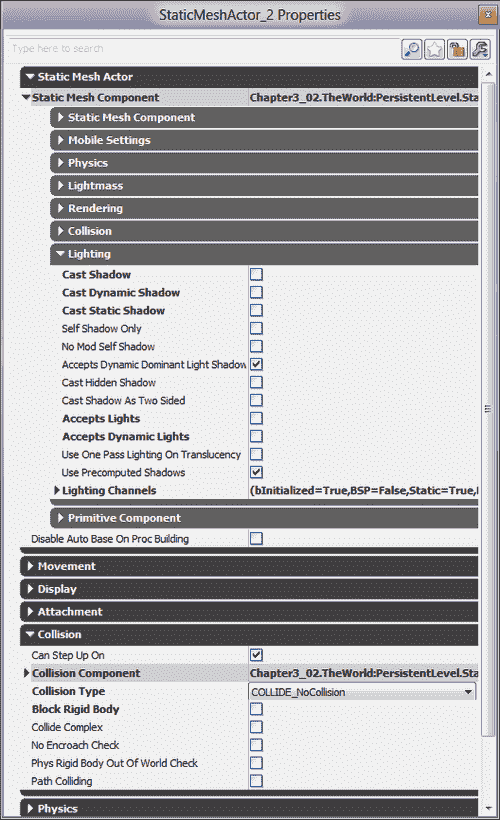 StaticMeshActor_2 Properties
Type here to search
Static Mesh Actor
Static Mesh Component Chapter3_02.TheWorld:PersistentLevel.Sta
Static Mesh Component
Mobile Settings
Physics
Lightmass
Rendering
Collision
Lighting
Cast Shadow
Cast Dynamic Shadow
Cast Static Shadow
Self Shadow Only
No Mod Self Shadow
Accepts Dynamic Dominant Light Shadow
Cast Hidden Shadow
Cast Shadow As Two Sided
Accepts Lights
Accepts Dynamic Lights
Use One Pass Lighting On Translucency
Use Precomputed Shadows
Lighting Channels (bInitialized=True,BSP=False,Static=True,
Primitive Component
Disable Auto Base On Proc Building
Movement
Display
Attachment
Collision
Can Step Up On
Collision Component Chapter3_02.TheWorld:PersistentLevel.Sta
Collision Type COLLIDE_NoCollision
Block Rigid Body
Collide Complex
No Encroach Check
Phys Rigid Body Out Of World Check
Path Colliding
Physics